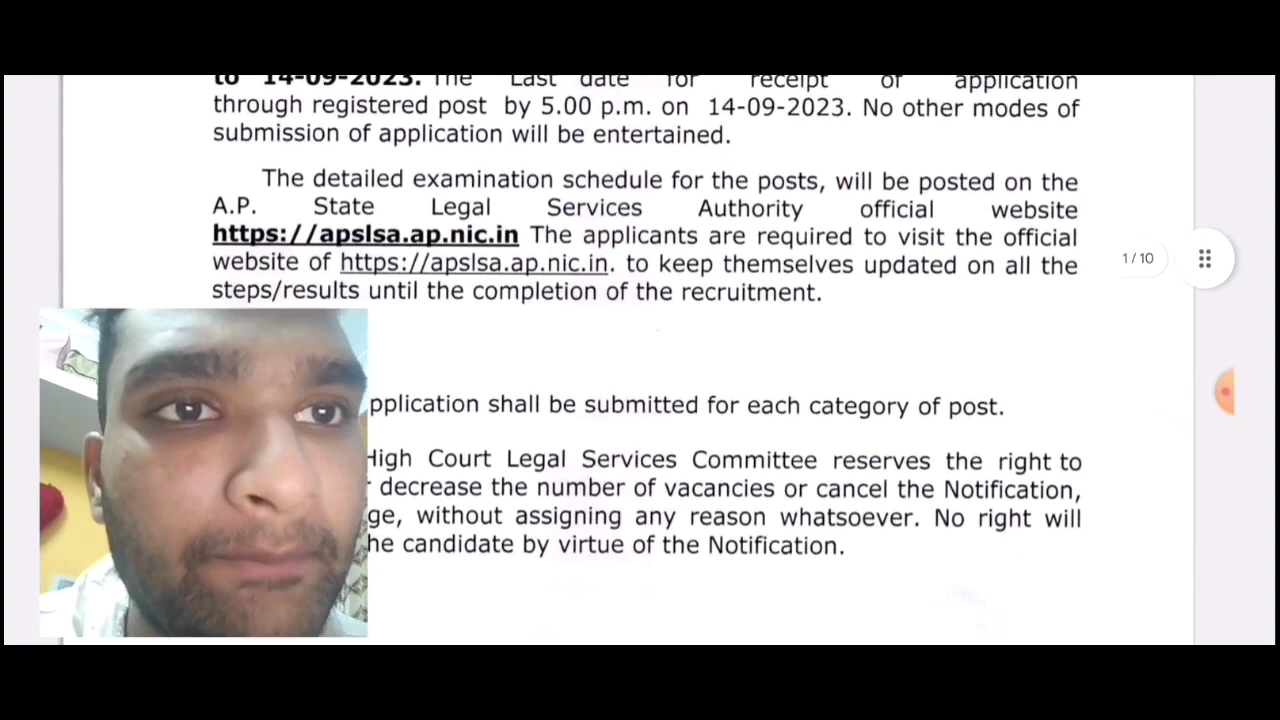 to 14-09-2023. The Last date for receipt of application
through registered post by 5.00 p.m. on 14-09-2023. No other modes of
submission of application will be entertained.
The detailed examination schedule for the posts, will be posted on the
A.P. State Legal Services Authority official website
https://apslsa.ap.nic.in The applicants are required to visit the official
website of https://apslsa.ap.nic.in. to keep themselves updated on all the
steps/results until the completion of the recruitment.
1 / 10
pplication shall be submitted for each category of post.
High Court Legal Services Committee reserves the right to
decrease the number of vacancies or cancel the Notification,
ge, without assigning any reason whatsoever. No right will
he candidate by virtue of the Notification.